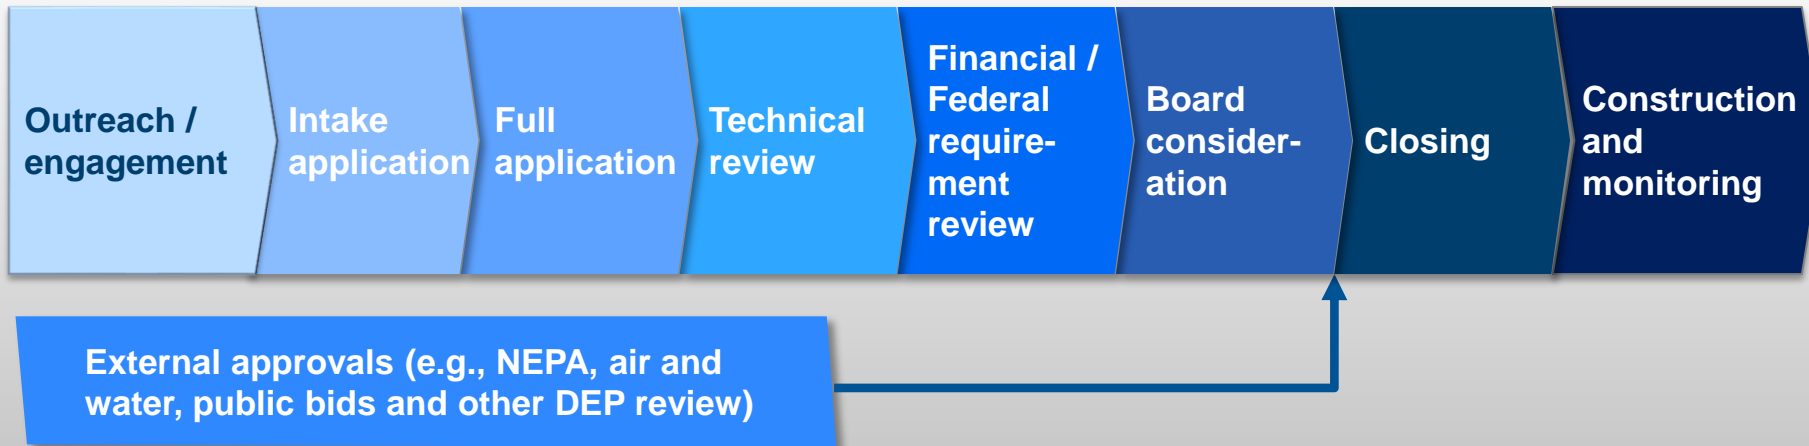 Outreach /
engagement
Intake
application
Full
application
Technical
review
Financial /
Federal
require-
ment
review
Board
consider-
ation
Closing
Construction
and
monitoring
External approvals (e.g., NEPA, air and
water, public bids and other DEP review)